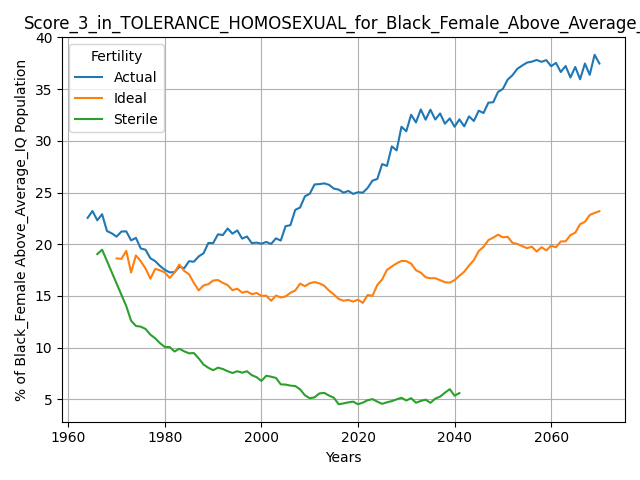 Score_3_in_TOLERANCE_HOMOSEXUAL_for_Black_Female_Above_Average_
40
35
30
25
20
15
10
5
% of Black_Female Above_Average_IQ Population
Fertility
Actual
Ideal
Sterile
1960
1980
2000
2020
2040
2060
Years